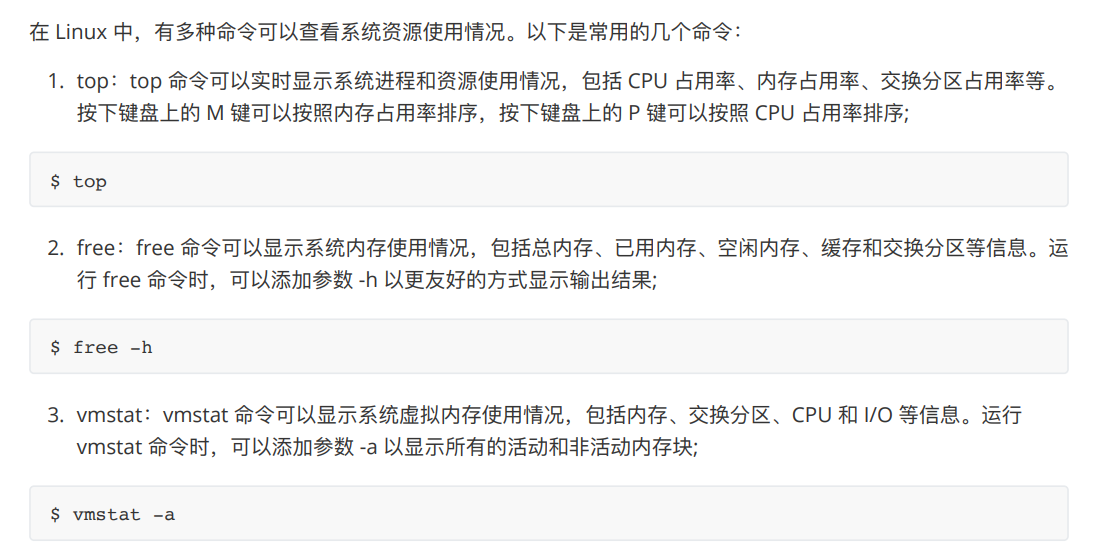 在 Linux 中，有多种命令可以查看系统资源使用情况。以下是常用的几个命令：
1. top：top 命令可以实时显示系统进程和资源使用情况，包括 CPU 占用率、内存占用率、交换分区占用率等。
按下键盘上的 M 键可以按照内存占用率排序，按下键盘上的 P 键可以按照 CPU 占用率排序;
$ top
2. free：free 命令可以显示系统内存使用情况，包括总内存、已用内存、空闲内存、缓存和交换分区等信息。运
行 free 命令时，可以添加参数 -h 以更友好的方式显示输出结果;
$ free -h
3. vmstat：vmstat 命令可以显示系统虚拟内存使用情况，包括内存、交换分区、CPU 和 I/O 等信息。运行
vmstat 命令时，可以添加参数 -a 以显示所有的活动和非活动内存块;
$ vmstat -a